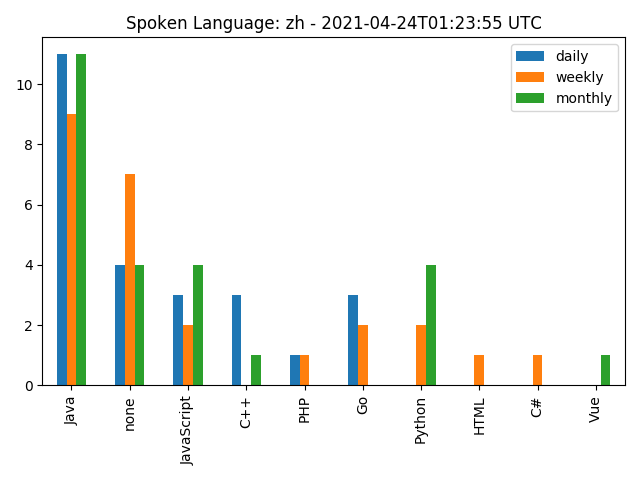 Spoken Language: zh - 2021-04-24T01:23:55 UTC
daily
weekly
monthly
10
8
6
4
2
0
Java
none
JavaScript
C++
PHP
Go
Python
HTML
C#
Vue